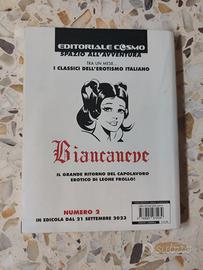 EDITORIALE COSMO
SPAZIO ALL'AVVENTURA
TRA UN MESE...
I CLASSICI DELL'EROTISMO ITALIANO
Biancaneve
IL GRANDE RITORNO DEL CAPOLAVORO
EROTICO DI LEONE FROLLO!
NUMERO 2
IN EDICOLA DAL 21 SETTEMBRE 2023
subito